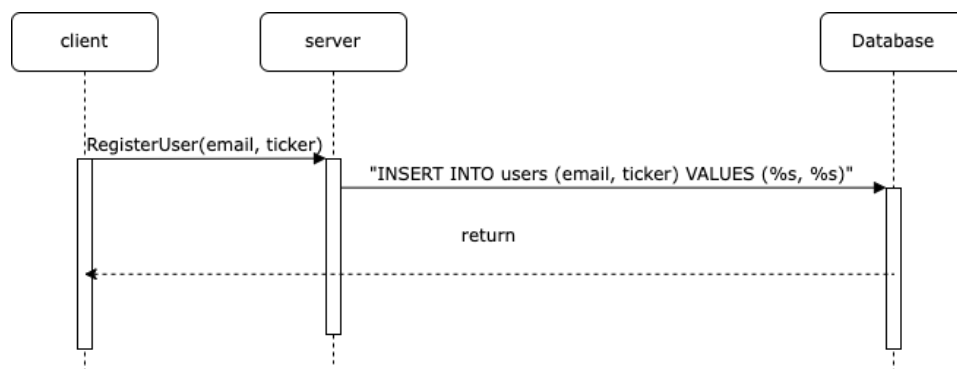 client
server
Database
RegisterUser(email, ticker)
"INSERT INTO users (email, ticker) VALUES (%s, %s)"
return